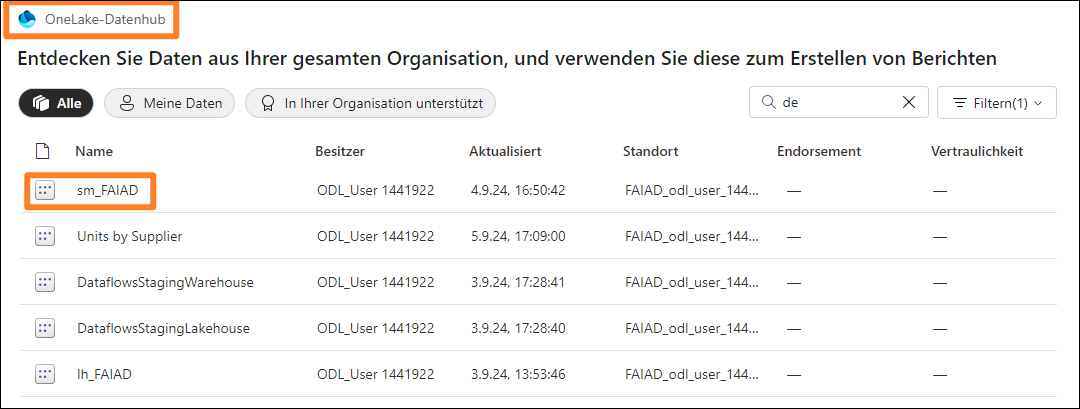 OneLake-Datenhub
Entdecken Sie Daten aus Ihrer gesamten Organisation, und verwenden Sie diese zum Erstellen von Berichten
Alle Meine Daten In Ihrer Organisation unterstützt de Filtern(1)
Name Besitzer Aktualisiert Standort Endorsement Vertraulichkeit
sm_FAIAD ODL_User 1441922 4.9.24, 16:50:42 FAIAD_odl_user_144... — —
Units by Supplier ODL_User 1441922 5.9.24, 17:09:00 FAIAD_odl_user_144... — —
DataflowsStagingWarehouse ODL_User 1441922 3.9.24, 17:28:41 FAIAD_odl_user_144... — —
DataflowsStagingLakehouse ODL_User 1441922 3.9.24, 17:28:40 FAIAD_odl_user_144... — —
lh_FAIAD ODL_User 1441922 3.9.24, 13:53:46 FAIAD_odl_user_144... — —